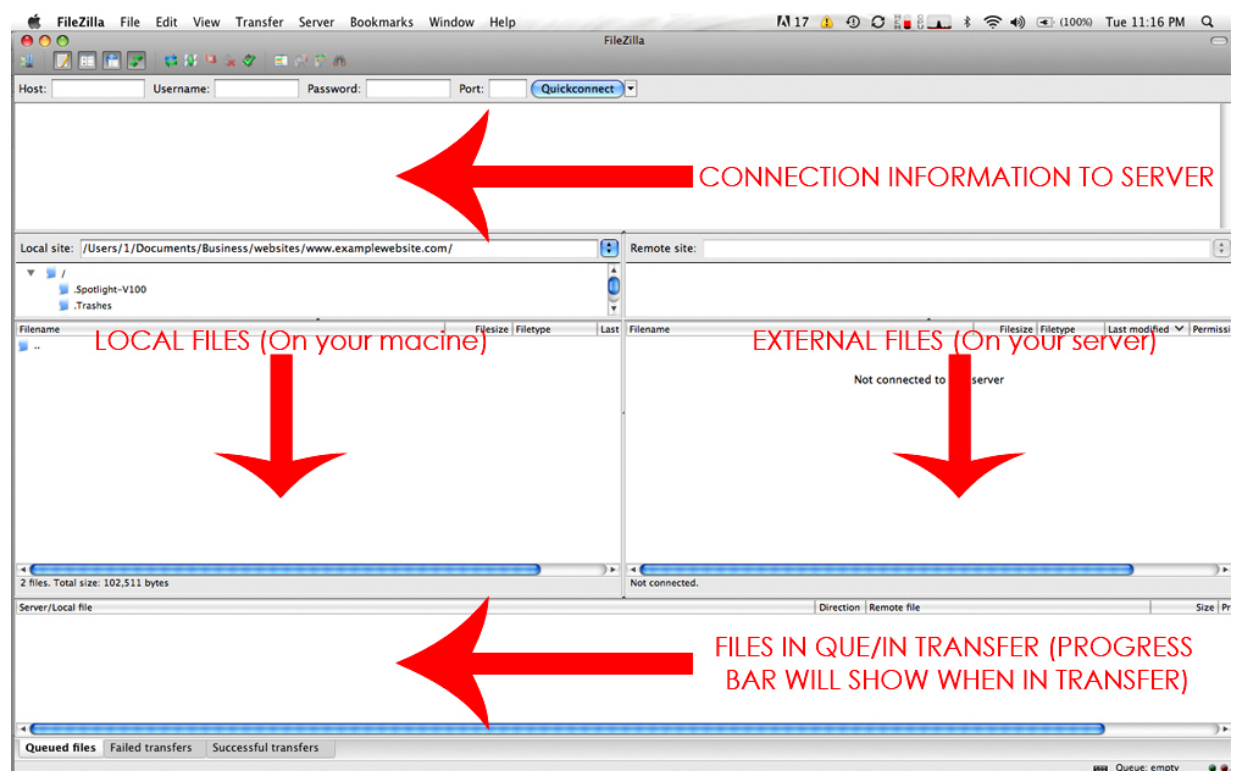 FileZilla File Edit View Transfer Server Bookmarks Window Help 17 (100%) Tue 11:16 PM
FileZilla
Host: Username: Password: Port: Quickconnect
CONNECTION INFORMATION TO SERVER
Local site: /Users/1/Documents/Business/websites/www.examplewebsite.com/ Remote site:
/
.Spotlight-V100
.Trashes
Filename Filesize Filetype Last Filename Filesize Filetype Last modified Permissi
..
LOCAL FILES (On your macine) EXTERNAL FILES (On your server)
Not connected to server
2 files. Total size: 102,511 bytes Not connected.
Server/Local file Direction Remote file Size Pr
FILES IN QUE/IN TRANSFER (PROGRESS
BAR WILL SHOW WHEN IN TRANSFER)
Queued files Failed transfers Successful transfers
Queue: empty